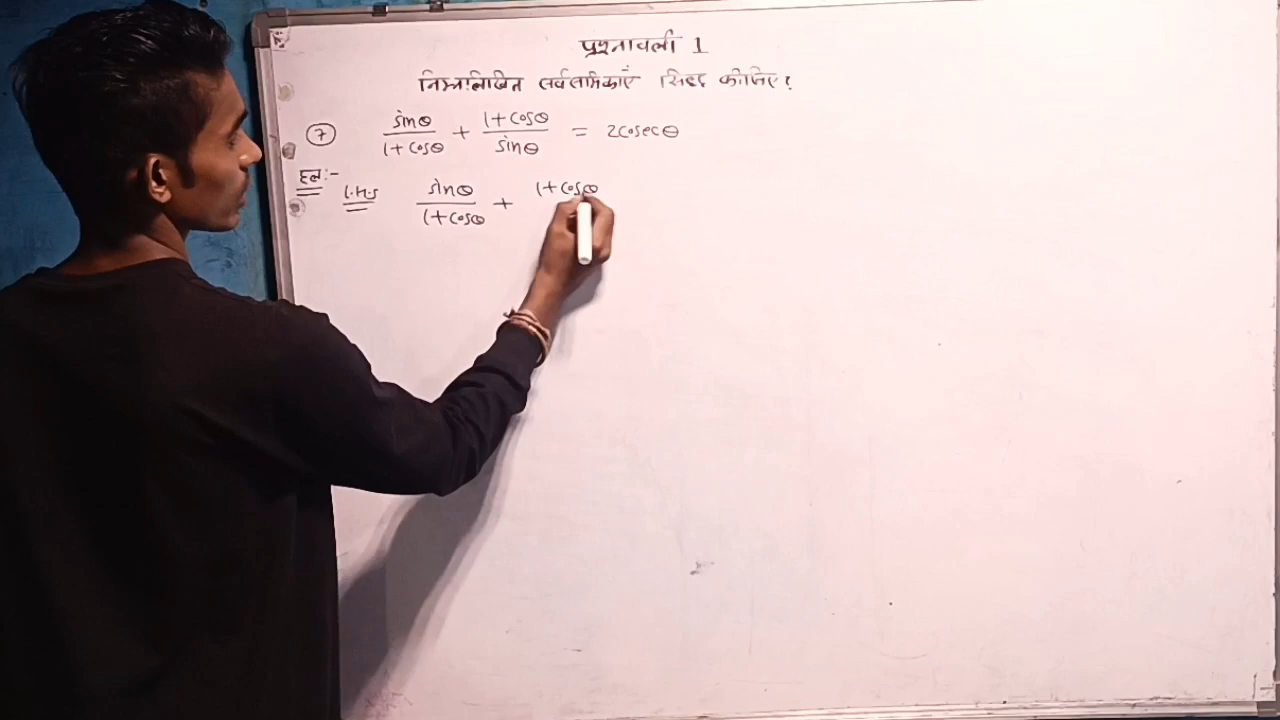 प्रश्नावली 1
निम्नलिखित सर्वसमिकाएँ सिद्ध कीजिए?
7 sinθ/(1+cosθ) + (1+cosθ)/sinθ = 2cosecθ
हल:-
L.H.S sinθ/(1+cosθ) + 1+cosθ